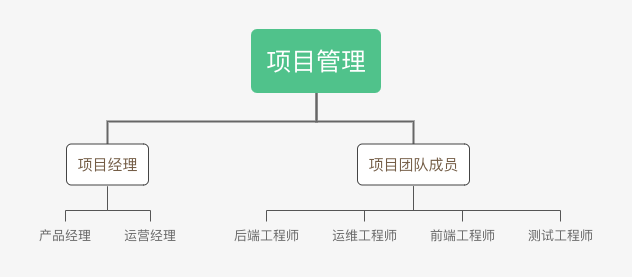 项目管理
项目经理
项目团队成员
产品经理
运营经理
后端工程师
运维工程师
前端工程师
测试工程师